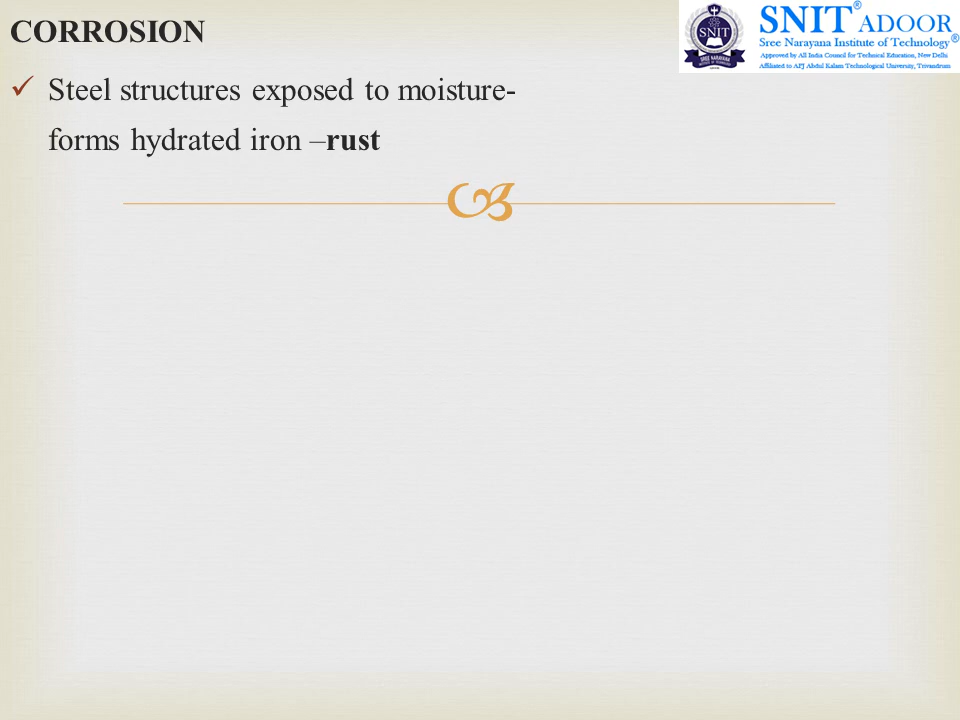 CORROSION
SNIT® ADOOR
Sree Narayana Institute of Technology®
Approved by All India Council for Technical Education, New Delhi
Affiliated to APJ Abdul Kalam Technological University, Trivandrum
SNIT
✓ Steel structures exposed to moisture-
forms hydrated iron –rust